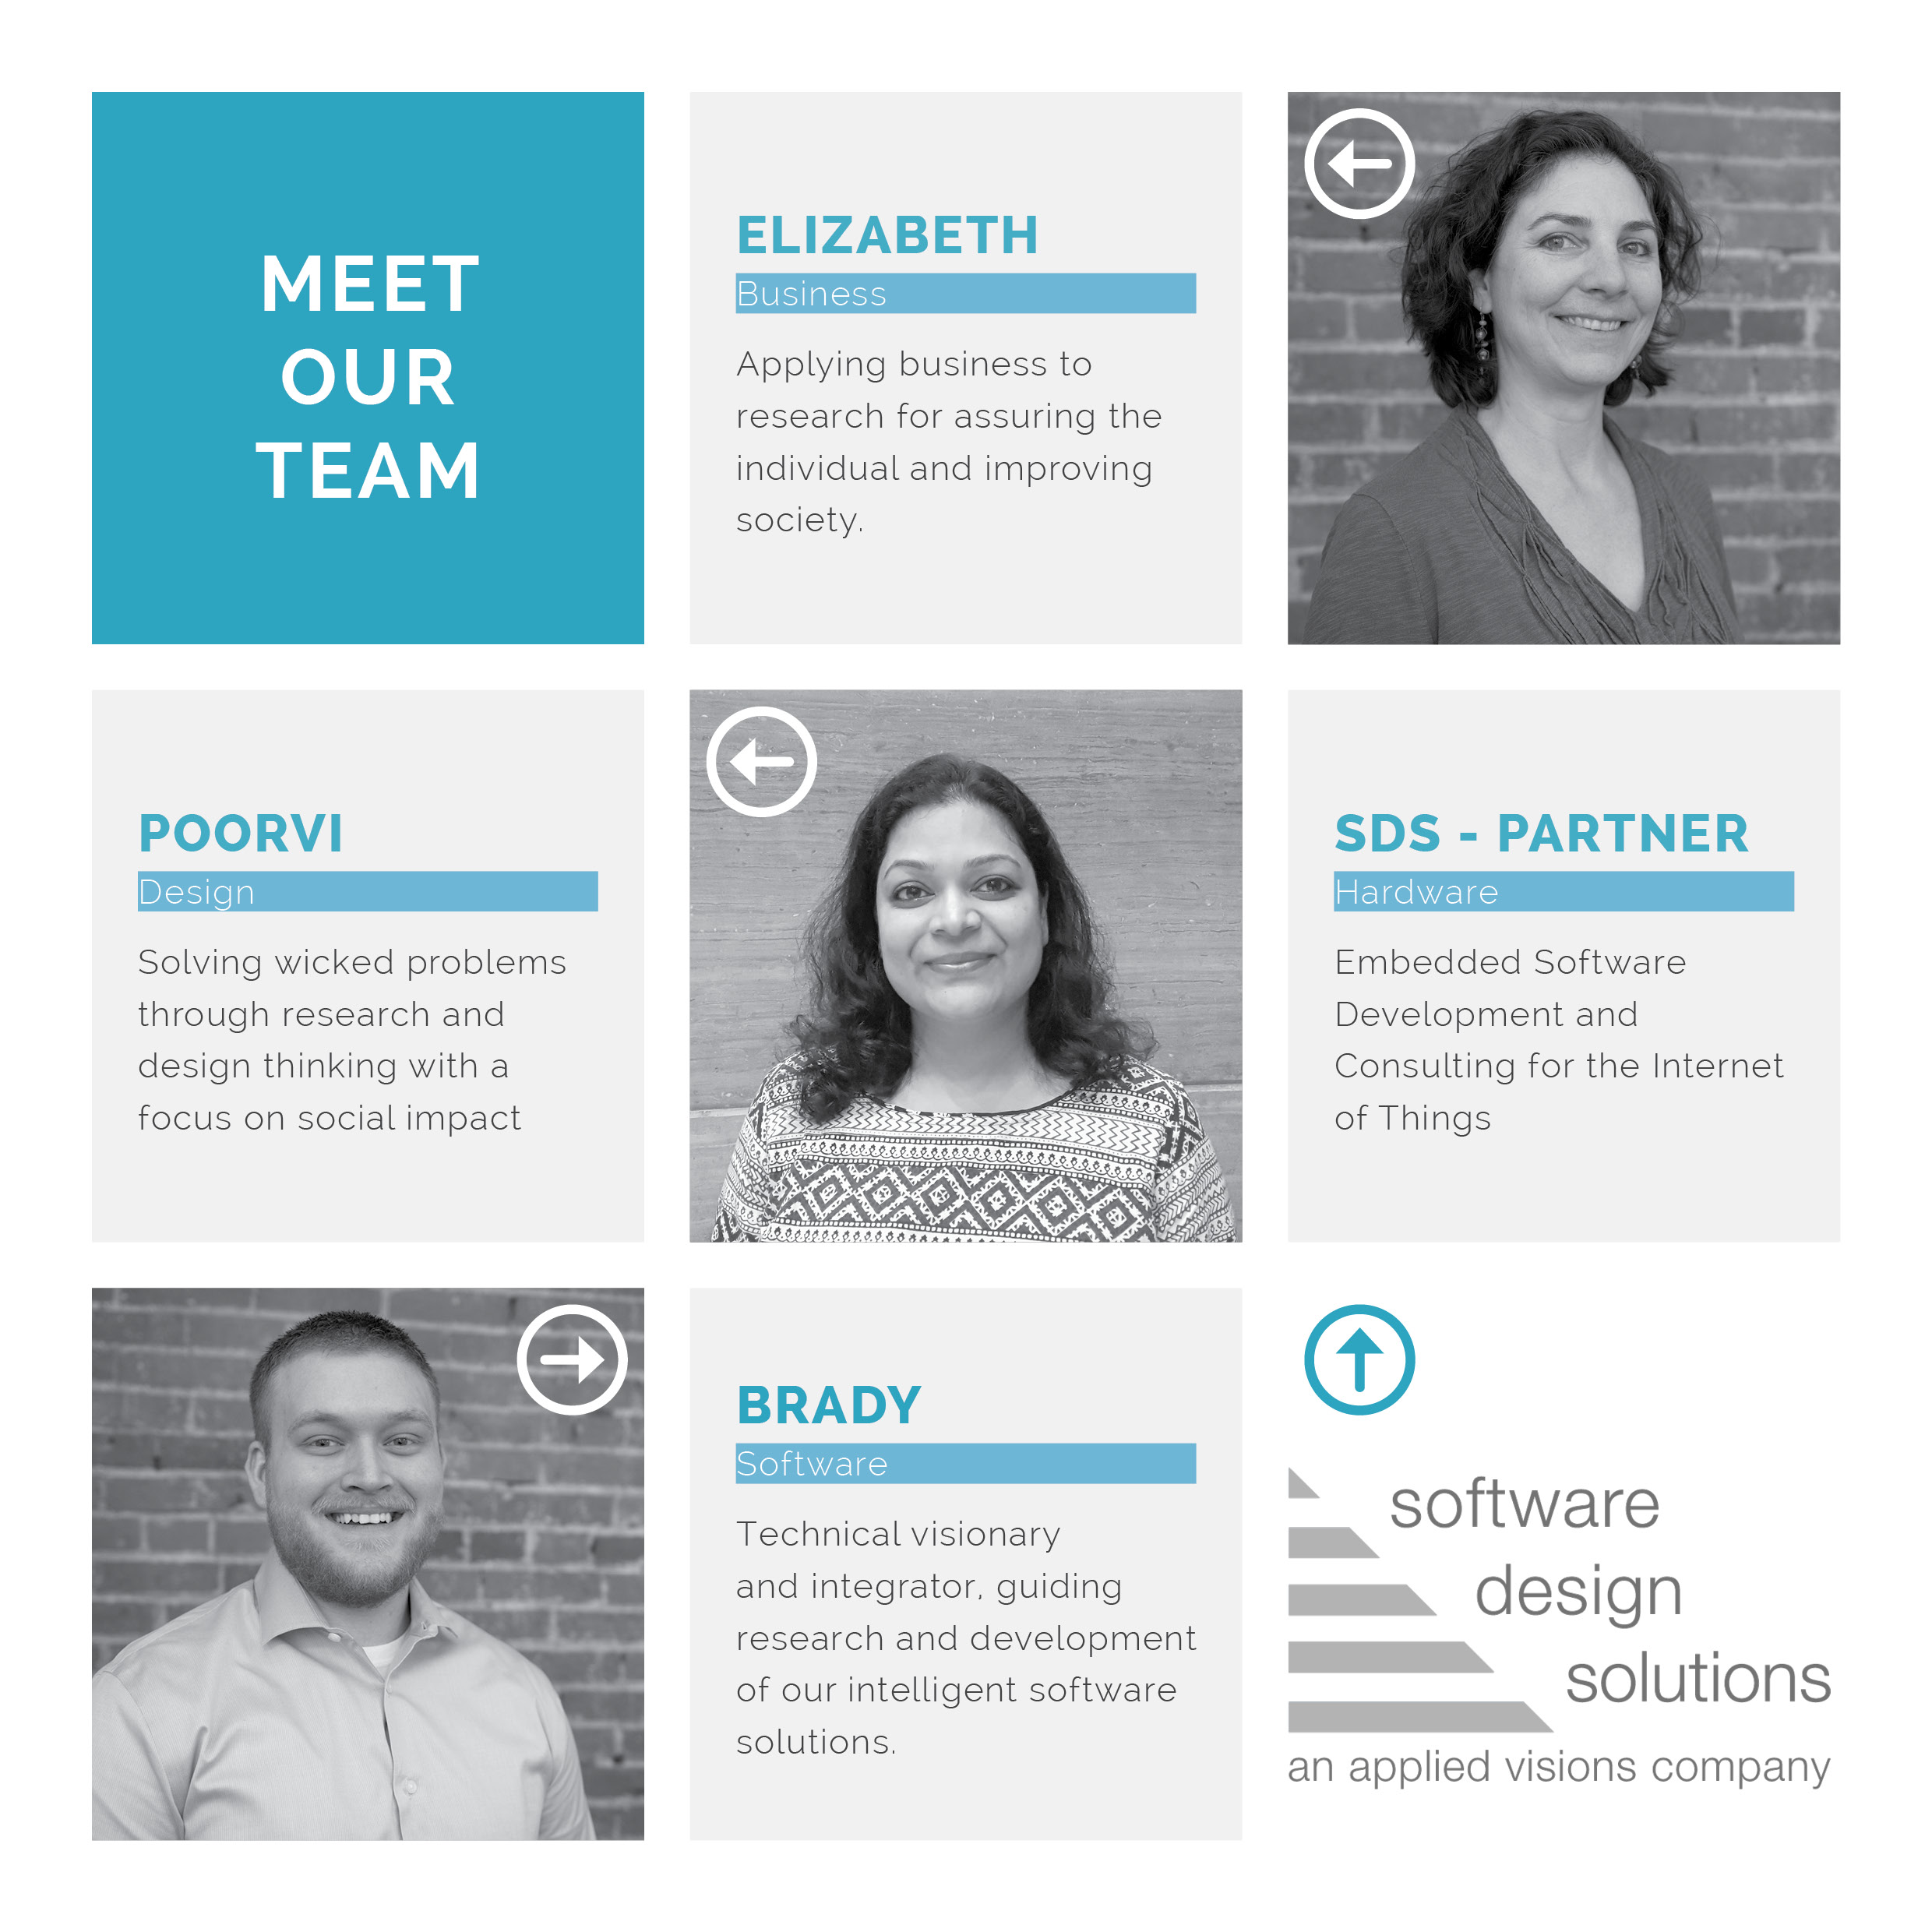 MEET
OUR
TEAM
ELIZABETH
Business
Applying business to
research for assuring the
individual and improving
society.
POORVI
Design
Solving wicked problems
through research and
design thinking with a
focus on social impact
SDS - PARTNER
Hardware
Embedded Software
Development and
Consulting for the Internet
of Things
BRADY
Software
Technical visionary
and integrator, guiding
research and development
of our intelligent software
solutions.
software
design
solutions
an applied visions company